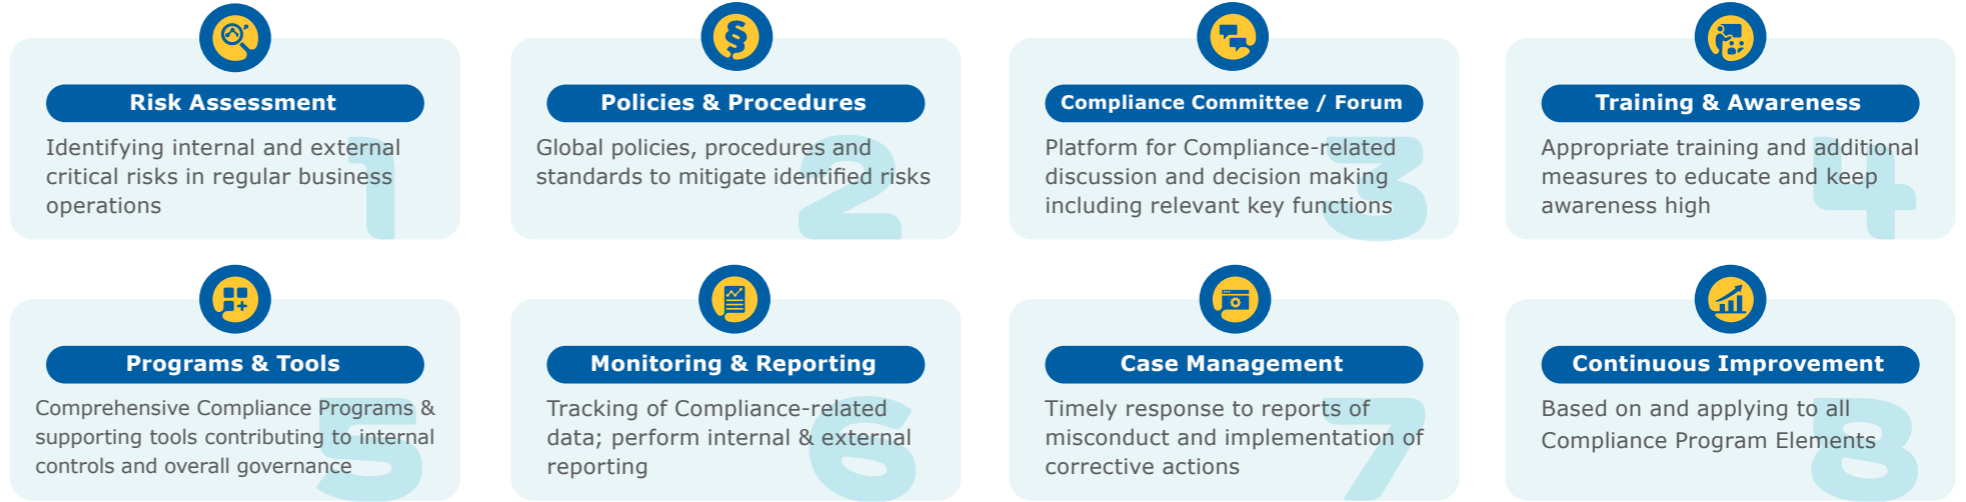 Risk Assessment
Identifying internal and external
critical risks in regular business
operations
1
Policies & Procedures
Global policies, procedures and
standards to mitigate identified risks
2
Compliance Committee / Forum
Platform for Compliance-related
discussion and decision making
including relevant key functions
3
Training & Awareness
Appropriate training and additional
measures to educate and keep
awareness high
4
Programs & Tools
Comprehensive Compliance Programs &
supporting tools contributing to internal
controls and overall governance
5
Monitoring & Reporting
Tracking of Compliance-related
data; perform internal & external
reporting
6
Case Management
Timely response to reports of
misconduct and implementation of
corrective actions
7
Continuous Improvement
Based on and applying to all
Compliance Program Elements
8
§